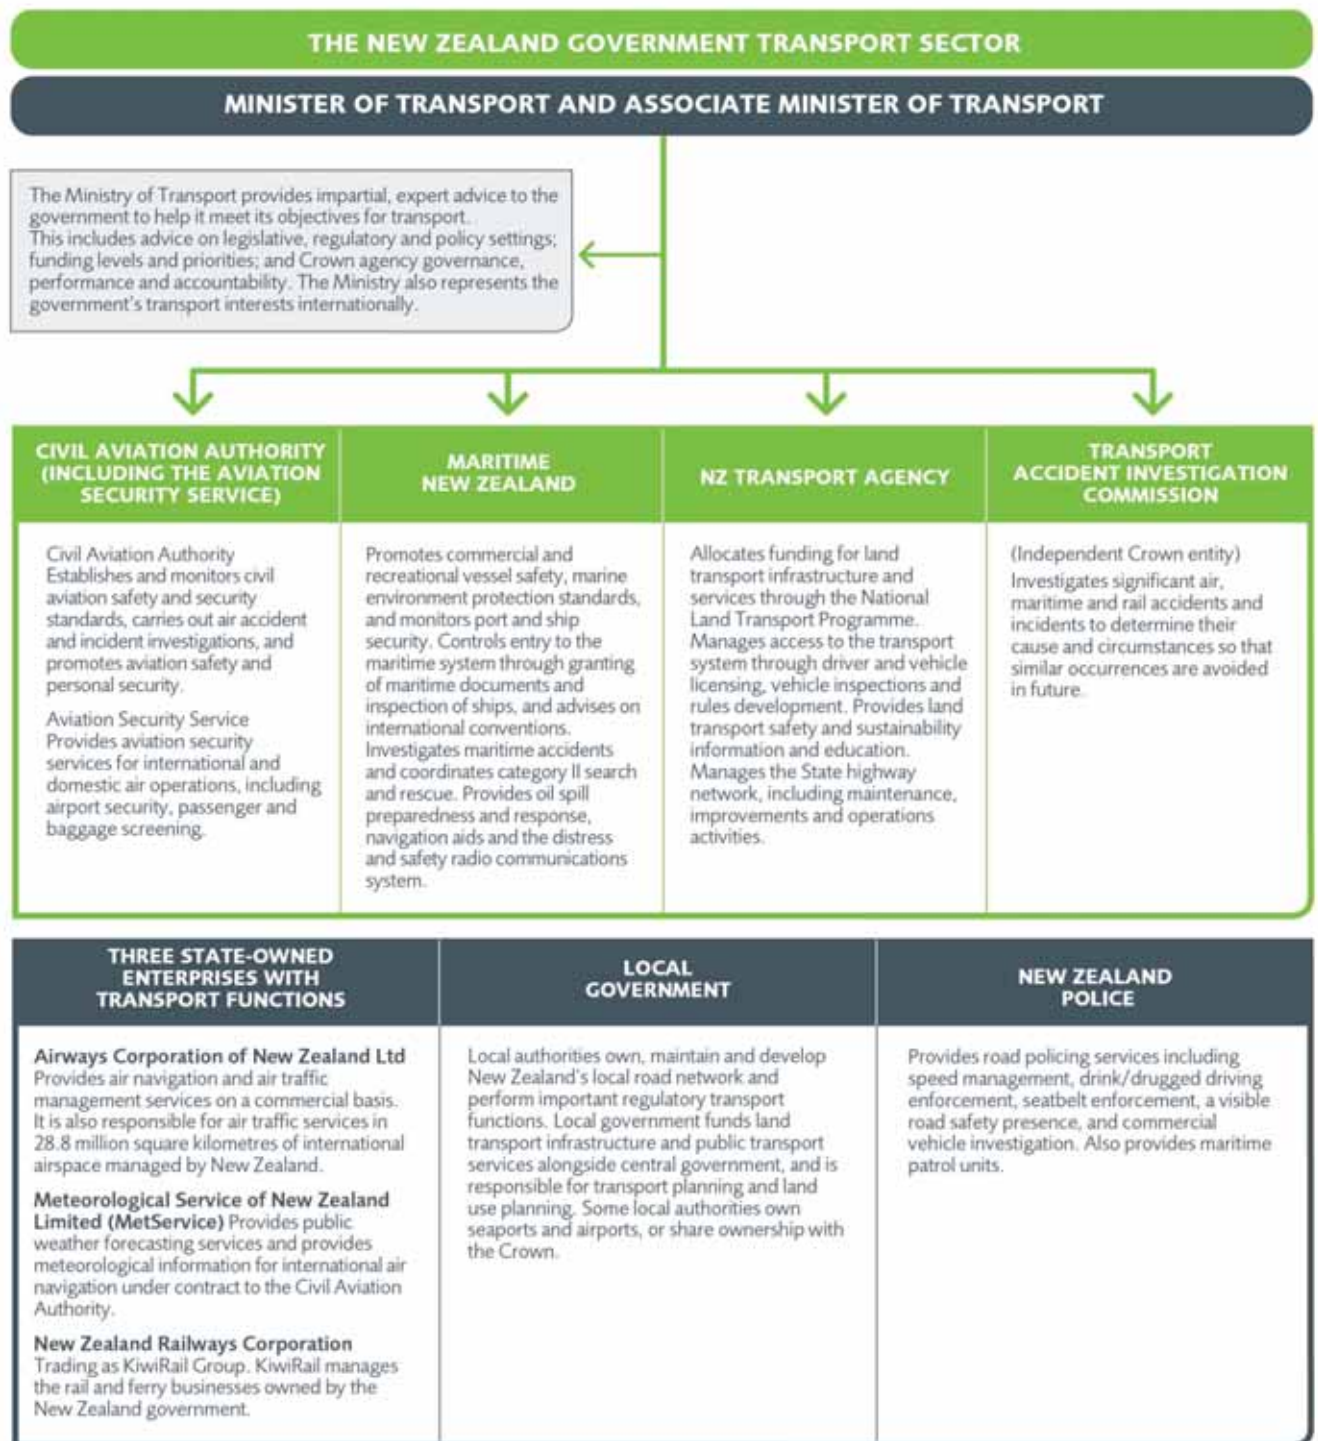 THE NEW ZEALAND GOVERNMENT TRANSPORT SECTOR
MINISTER OF TRANSPORT AND ASSOCIATE MINISTER OF TRANSPORT
The Ministry of Transport provides impartial, expert advice to the
government to help it meet its objectives for transport.
This includes advice on legislative, regulatory and policy settings;
funding levels and priorities; and Crown agency governance,
performance and accountability. The Ministry also represents the
government's transport interests internationally.
CIVIL AVIATION AUTHORITY
(INCLUDING THE AVIATION
SECURITY SERVICE)
Civil Aviation Authority
Establishes and monitors civil
aviation safety and security
standards, carries out air accident
and incident investigations, and
promotes aviation safety and
personal security.
Aviation Security Service
Provides aviation security
services for international and
domestic air operations, including
airport security, passenger and
baggage screening.
MARITIME
NEW ZEALAND
Promotes commercial and
recreational vessel safety, marine
environment protection standards,
and monitors port and ship
security. Controls entry to the
maritime system through granting
of maritime documents and
inspection of ships, and advises on
international conventions.
Investigates maritime accidents
and coordinates category II search
and rescue. Provides oil spill
preparedness and response,
navigation aids and the distress
and safety radio communications
system.
NZ TRANSPORT AGENCY
Allocates funding for land
transport infrastructure and
services through the National
Land Transport Programme.
Manages access to the transport
system through driver and vehicle
licensing, vehicle inspections and
rules development. Provides land
transport safety and sustainability
information and education.
Manages the State highway
network, including maintenance,
improvements and operations
activities.
TRANSPORT
ACCIDENT INVESTIGATION
COMMISSION
(Independent Crown entity)
Investigates significant air,
maritime and rail accidents and
incidents to determine their
cause and circumstances so that
similar occurrences are avoided
in future.
THREE STATE-OWNED
ENTERPRISES WITH
TRANSPORT FUNCTIONS
Airways Corporation of New Zealand Ltd
Provides air navigation and air traffic
management services on a commercial basis.
It is also responsible for air traffic services in
28.8 million square kilometres of international
airspace managed by New Zealand.
Meteorological Service of New Zealand
Limited (MetService) Provides public
weather forecasting services and provides
meteorological information for international air
navigation under contract to the Civil Aviation
Authority.
New Zealand Railways Corporation
Trading as KiwiRail Group. KiwiRail manages
the rail and ferry businesses owned by the
New Zealand government.
LOCAL
GOVERNMENT
Local authorities own, maintain and develop
New Zealand's local road network and
perform important regulatory transport
functions. Local government funds land
transport infrastructure and public transport
services alongside central government, and is
responsible for transport planning and land
use planning. Some local authorities own
seaports and airports, or share ownership with
the Crown.
NEW ZEALAND
POLICE
Provides road policing services including
speed management, drink/drugged driving
enforcement, seatbelt enforcement, a visible
road safety presence, and commercial
vehicle investigation. Also provides maritime
patrol units.